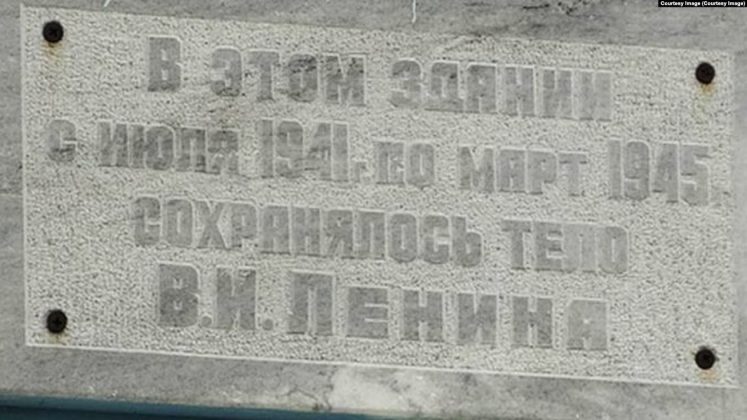 Courtesy Image (Courtesy Image)
В ЭТОМ ЗДАНИИ
С ИЮЛЯ 1941г. ПО МАРТ 1945г.
СОХРАНЯЛОСЬ ТЕЛО
В.И. ЛЕНИНА